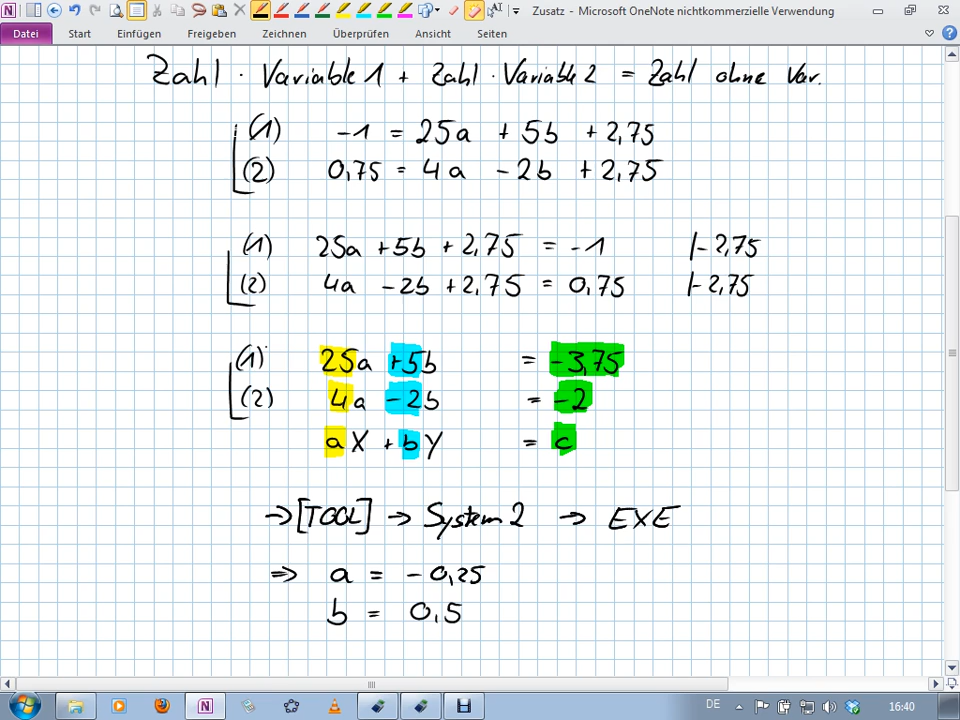 Zusatz - Microsoft OneNote nichtkommerzielle Verwendung
Datei Start Einfügen Freigeben Zeichnen Überprüfen Ansicht Seiten
Zahl · Variable 1 + Zahl · Variable 2 = Zahl ohne Var.
(1) -1 = 25a + 5b + 2,75
(2) 0,75 = 4a - 2b + 2,75
(1) 25a + 5b + 2,75 = -1 |- 2,75
(2) 4a - 2b + 2,75 = 0,75 |- 2,75
(1) 25a + 5b = -3,75
(2) 4a - 2b = -2
aX + bY = c
→ [TOOL] → System 2 → EXE
⇒ a = -0,25
b = 0,5
DE 16:40